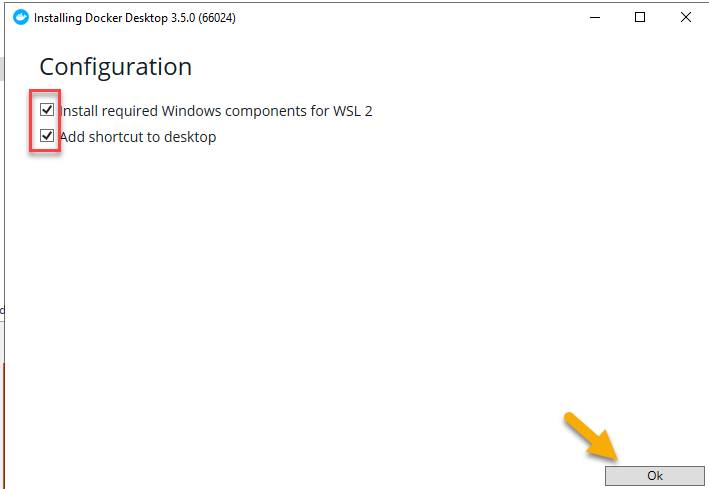 Installing Docker Desktop 3.5.0 (66024)
Configuration
Install required Windows components for WSL 2
Add shortcut to desktop
Ok